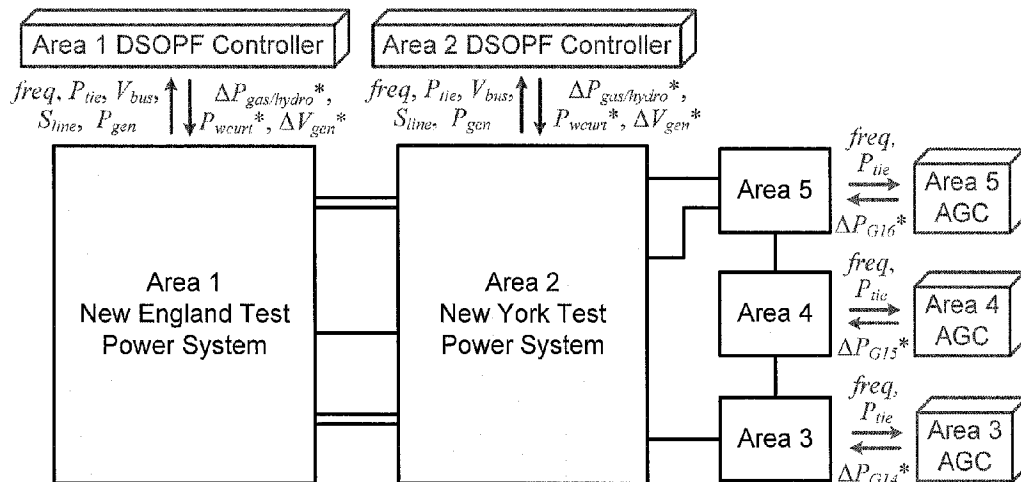 Area 1 DSOPF Controller
Area 2 DSOPF Controller
freq, P_tie, V_bus,
S_line, P_gen
ΔP_gas/hydro*,
P_wcurt*, ΔV_gen*
freq, P_tie, V_bus,
S_line, P_gen
ΔP_gas/hydro*,
P_wcurt*, ΔV_gen*
Area 1
New England Test
Power System
Area 2
New York Test
Power System
Area 5
freq,
P_tie
ΔP_G16*
Area 5
AGC
Area 4
freq,
P_tie
ΔP_G15*
Area 4
AGC
Area 3
freq,
P_tie
ΔP_G14*
Area 3
AGC